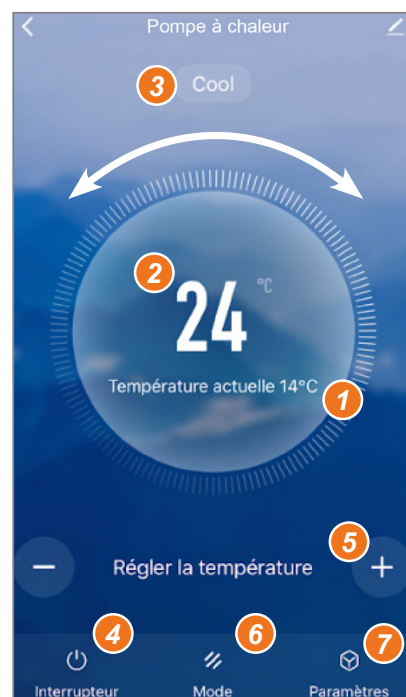 Pompe à chaleur
3 Cool
2
24 °C
Température actuelle 14°C
1
5
− Régler la température +
4 6 7
Interrupteur Mode Paramètres